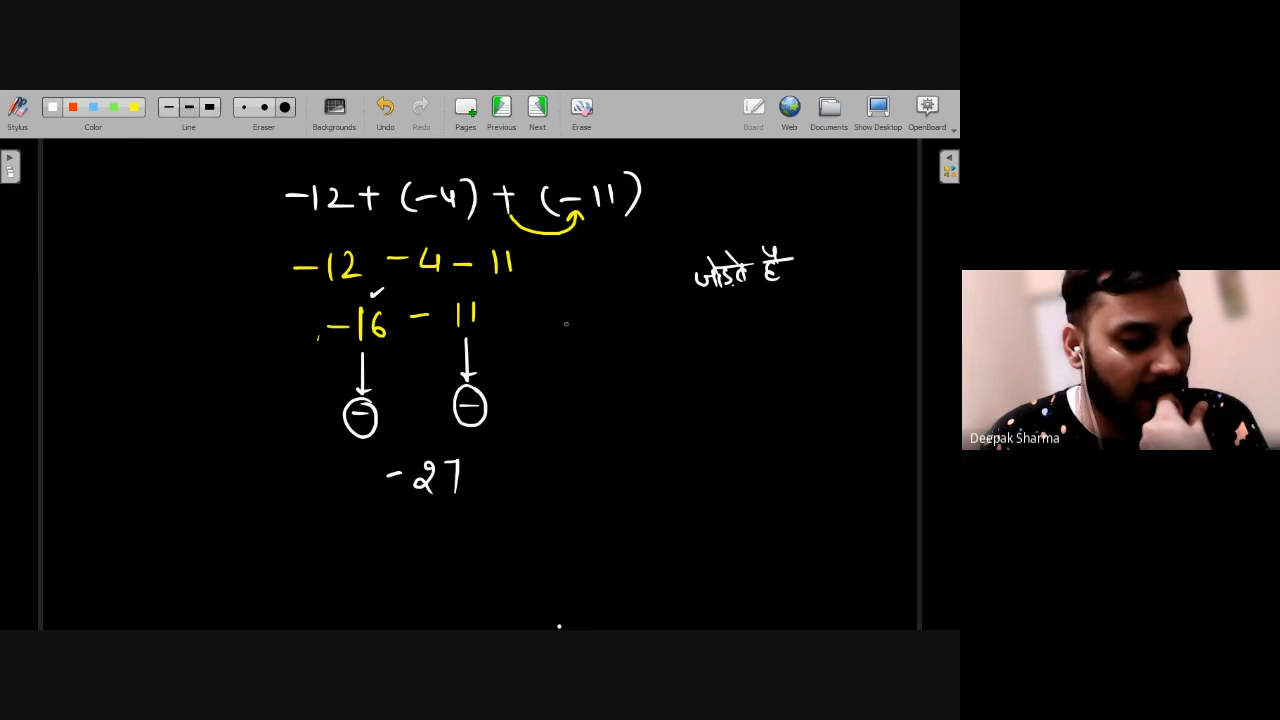 Stylus Color Line Eraser Backgrounds Undo Redo Pages Previous Next Erase Board Web Documents Show Desktop OpenBoard
-12 + (-4) + (-11)
-12 -4 - 11
जोड़ते है
-16 - 11
- -
-27
Deepak Sharma